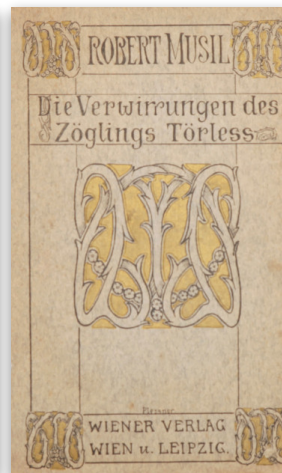 ROBERT MUSIL
Die Verwirrungen des
Zöglings Törless
WIENER VERLAG
WIEN u. LEIPZIG.